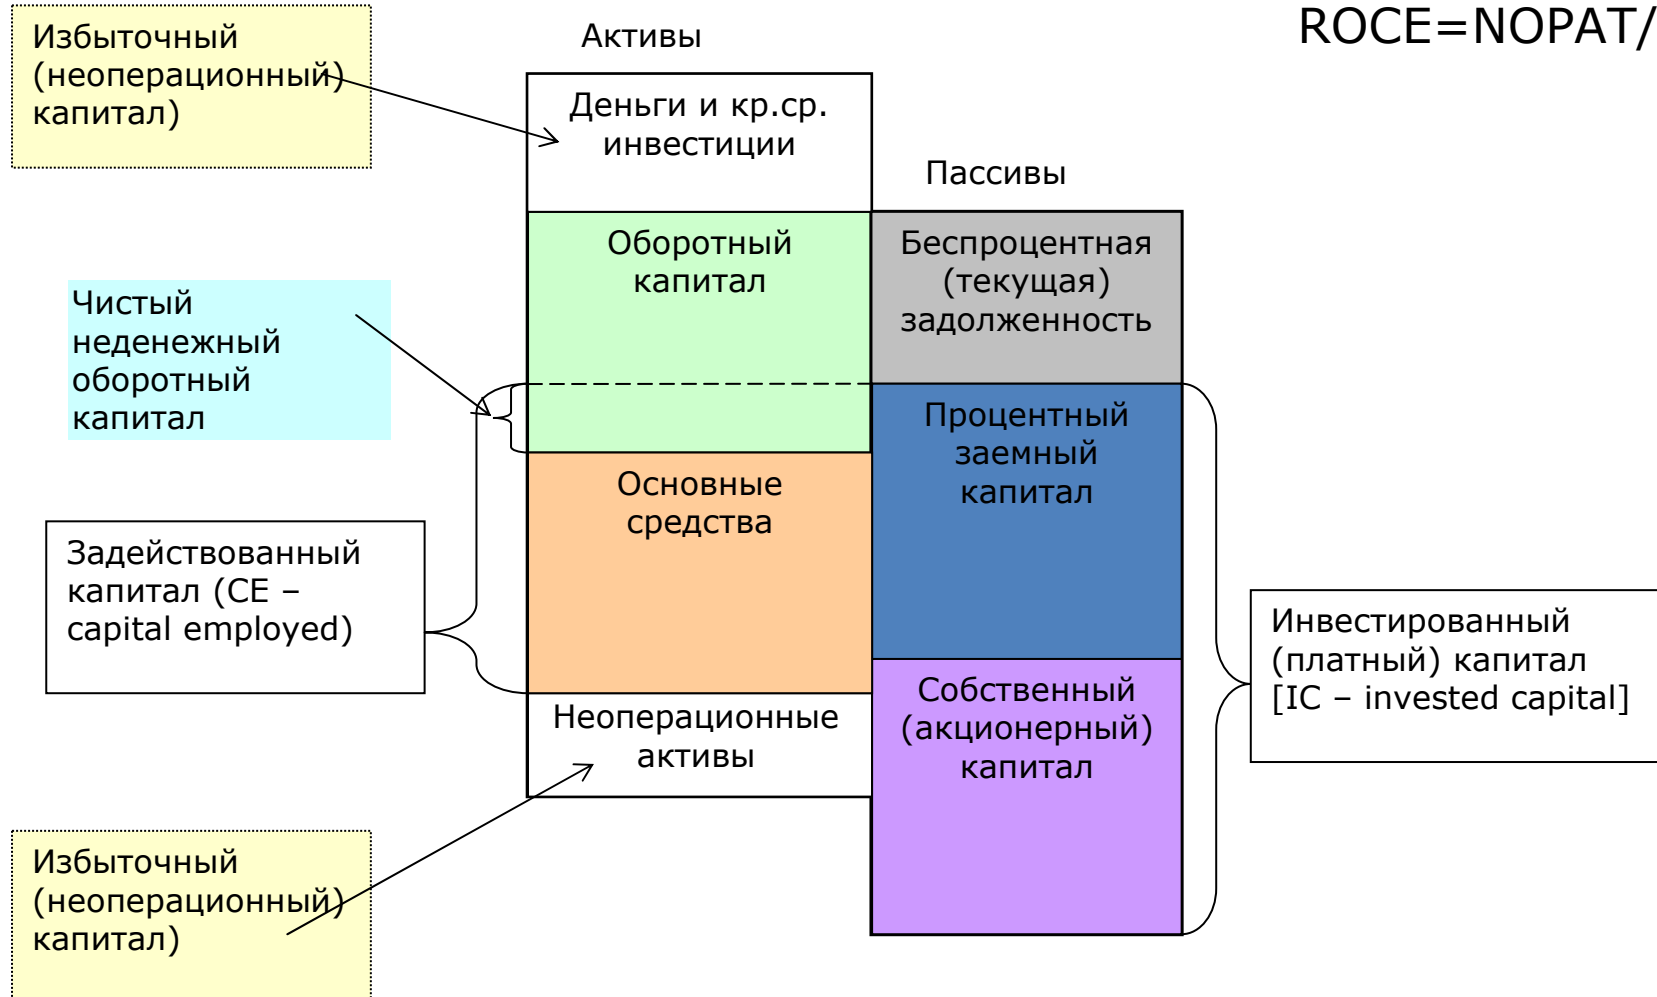 ROCE=NOPAT/
Избыточный
(неоперационный)
капитал)
Активы
Деньги и кр.ср.
инвестиции
Пассивы
Оборотный
капитал
Беспроцентная
(текущая)
задолженность
Чистый
неденежный
оборотный
капитал
Процентный
заемный
капитал
Основные
средства
Задействованный
капитал (CE –
capital employed)
Инвестированный
(платный) капитал
[IC – invested capital]
Собственный
(акционерный)
капитал
Неоперационные
активы
Избыточный
(неоперационный)
капитал)